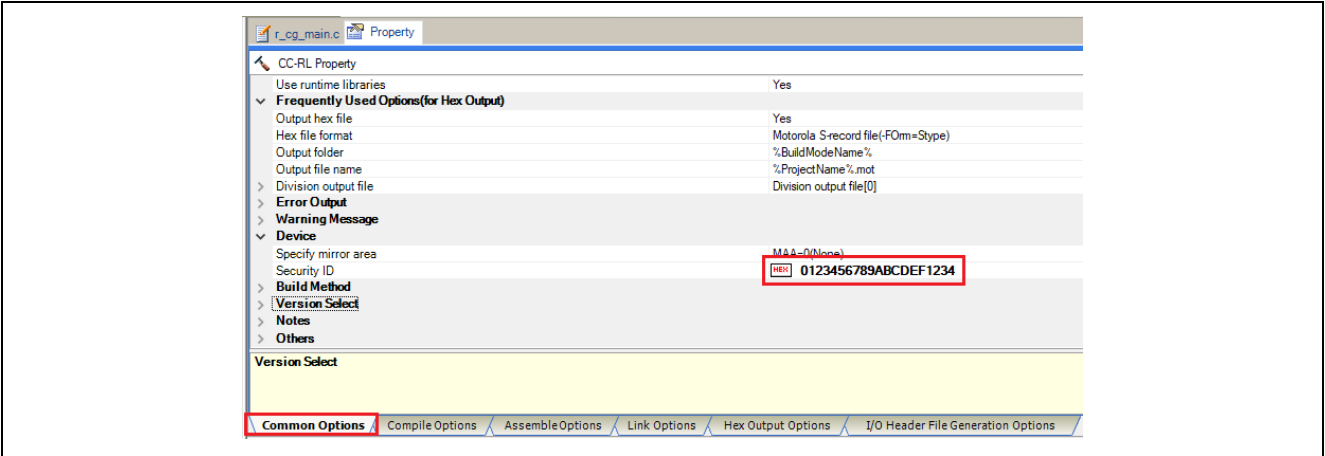 r_cg_main.c Property
CC-RL Property
Use runtime libraries Yes
Frequently Used Options(for Hex Output)
Output hex file Yes
Hex file format Motorola S-record file(-FOrm=Stype)
Output folder %BuildModeName%
Output file name %ProjectName%.mot
Division output file Division output file[0]
Error Output
Warning Message
Device
Specify mirror area MAA=0(None)
Security ID HEX 0123456789ABCDEF1234
Build Method
Version Select
Notes
Others
Version Select
Common Options Compile Options Assemble Options Link Options Hex Output Options I/O Header File Generation Options